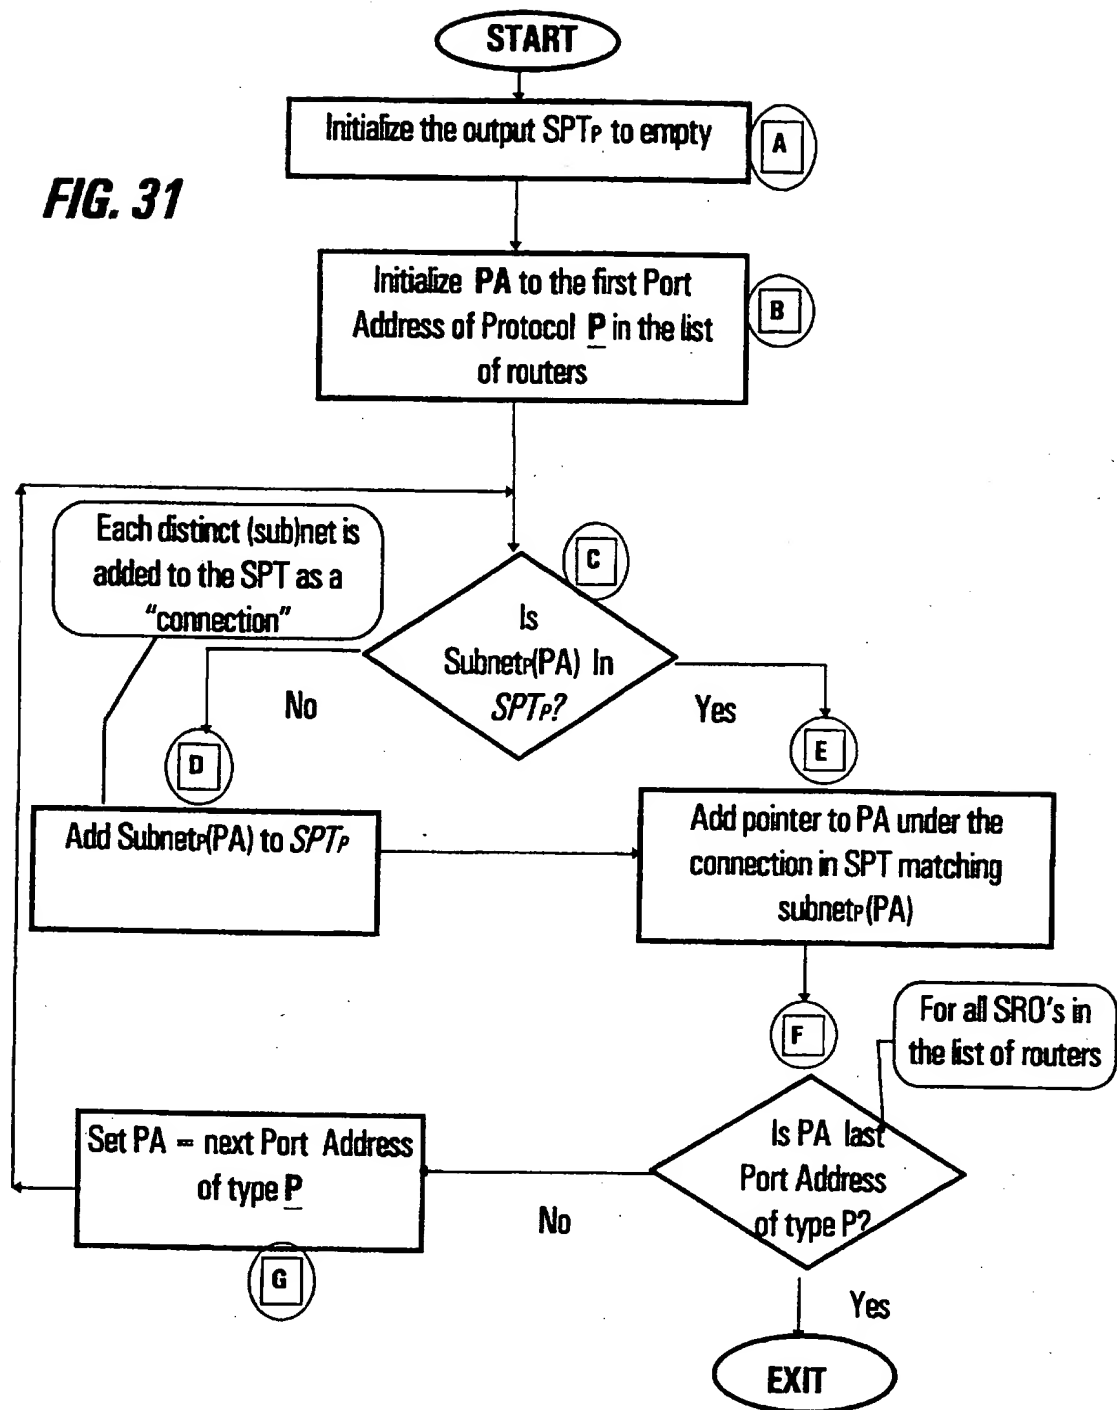 START
Initialize the output SPTP to empty
A
FIG. 31
Initialize PA to the first Port
Address of Protocol P in the list
of routers
B
Each distinct (sub)net is
added to the SPT as a
“connection”
C
Is
SubnetP(PA) In
SPTP?
No
Yes
D
E
Add SubnetP(PA) to SPTP
Add pointer to PA under the
connection in SPT matching
subnetP(PA)
F
For all SRO's in
the list of routers
Set PA = next Port Address
of type P
Is PA last
Port Address
of type P?
No
G
Yes
EXIT